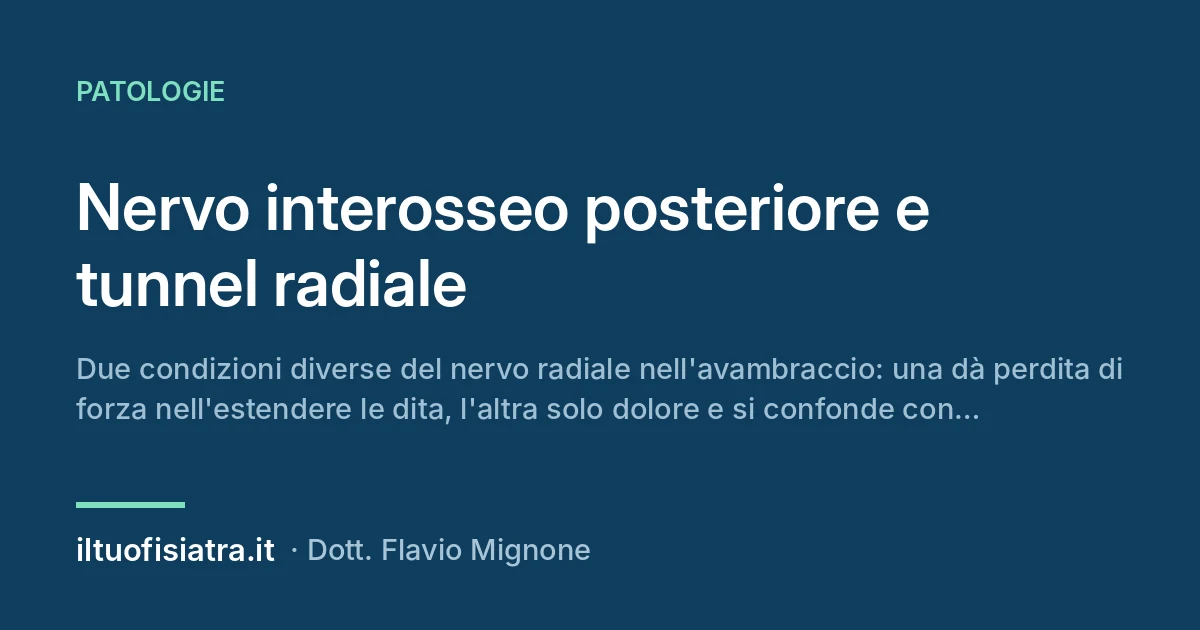 PATOLOGIE
Nervo interosseo posteriore e
tunnel radiale
Due condizioni diverse del nervo radiale nell'avambraccio: una dà perdita di
forza nell'estendere le dita, l'altra solo dolore e si confonde con...
iltuofisiatra.it · Dott. Flavio Mignone